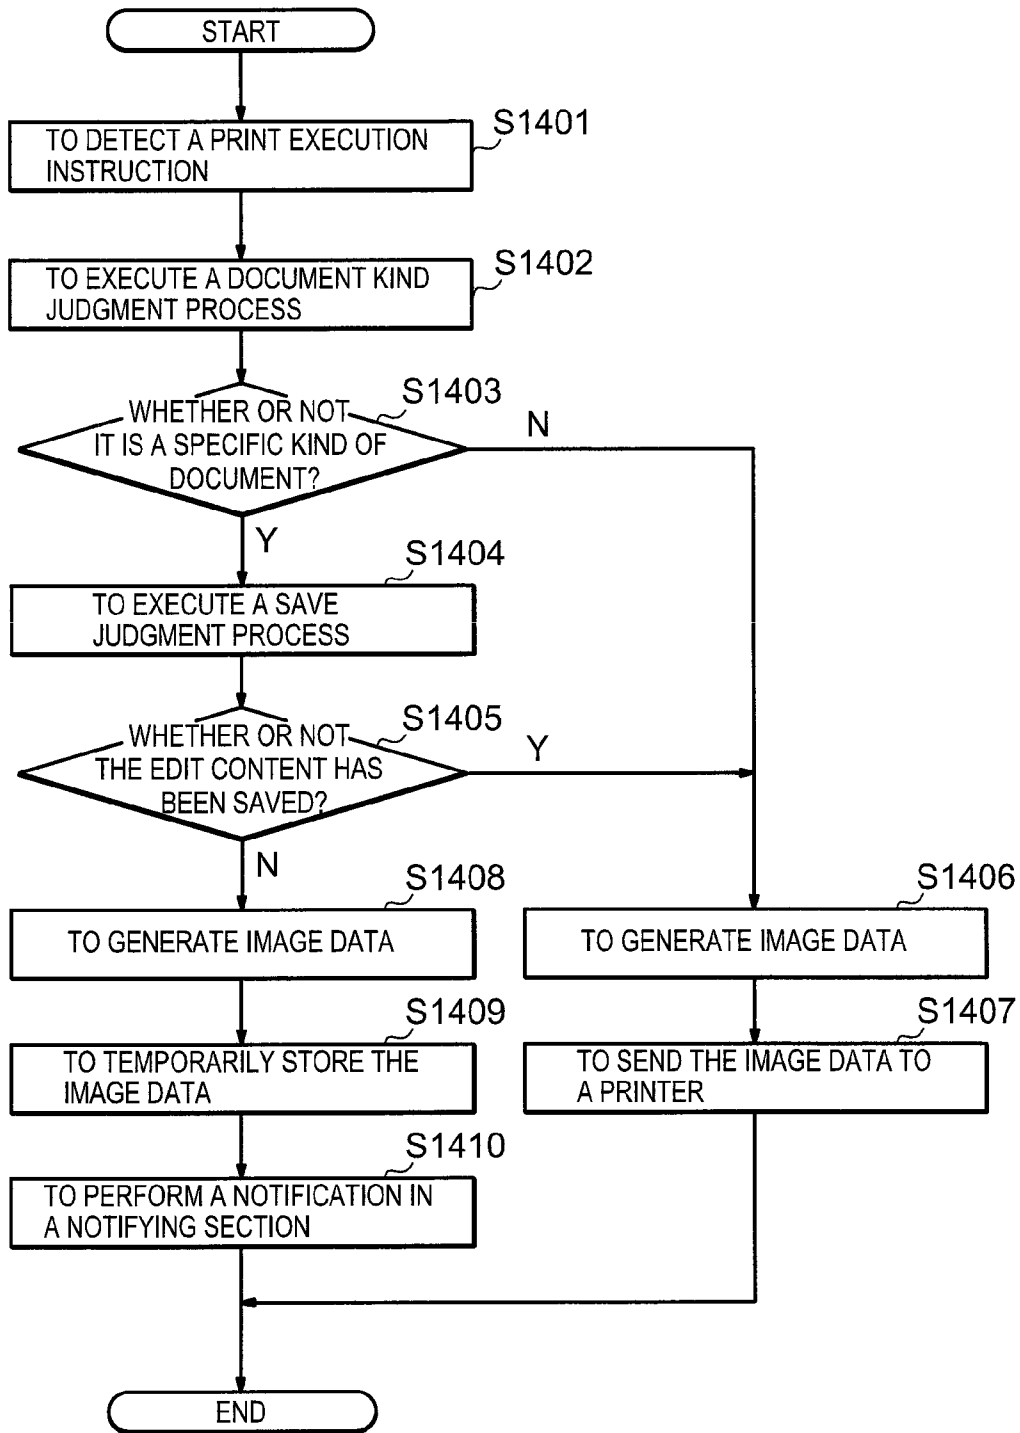 START
S1401
TO DETECT A PRINT EXECUTION
INSTRUCTION
S1402
TO EXECUTE A DOCUMENT KIND
JUDGMENT PROCESS
S1403
WHETHER OR NOT
IT IS A SPECIFIC KIND OF
DOCUMENT?
N
Y
S1404
TO EXECUTE A SAVE
JUDGMENT PROCESS
S1405
WHETHER OR NOT
THE EDIT CONTENT HAS
BEEN SAVED?
Y
N
S1408
TO GENERATE IMAGE DATA
S1406
TO GENERATE IMAGE DATA
S1409
TO TEMPORARILY STORE THE
IMAGE DATA
S1407
TO SEND THE IMAGE DATA TO
A PRINTER
S1410
TO PERFORM A NOTIFICATION IN
A NOTIFYING SECTION
END